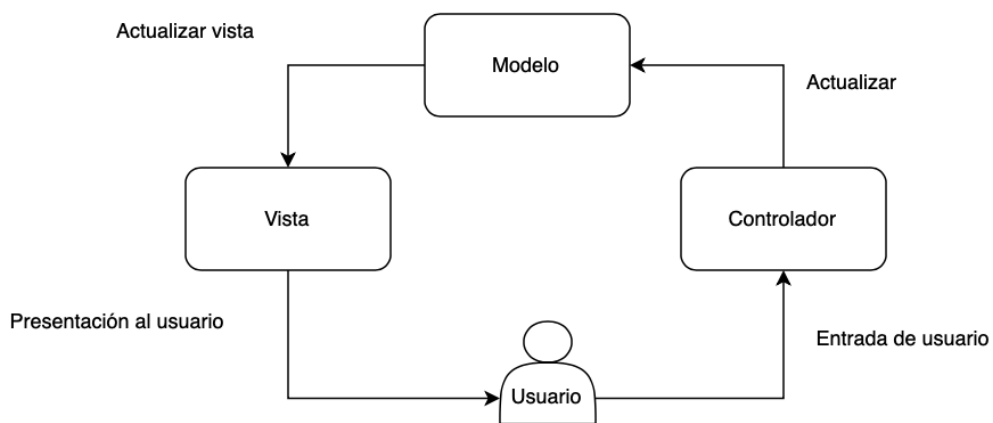 Actualizar vista
Modelo
Actualizar
Vista
Controlador
Presentación al usuario
Entrada de usuario
Usuario